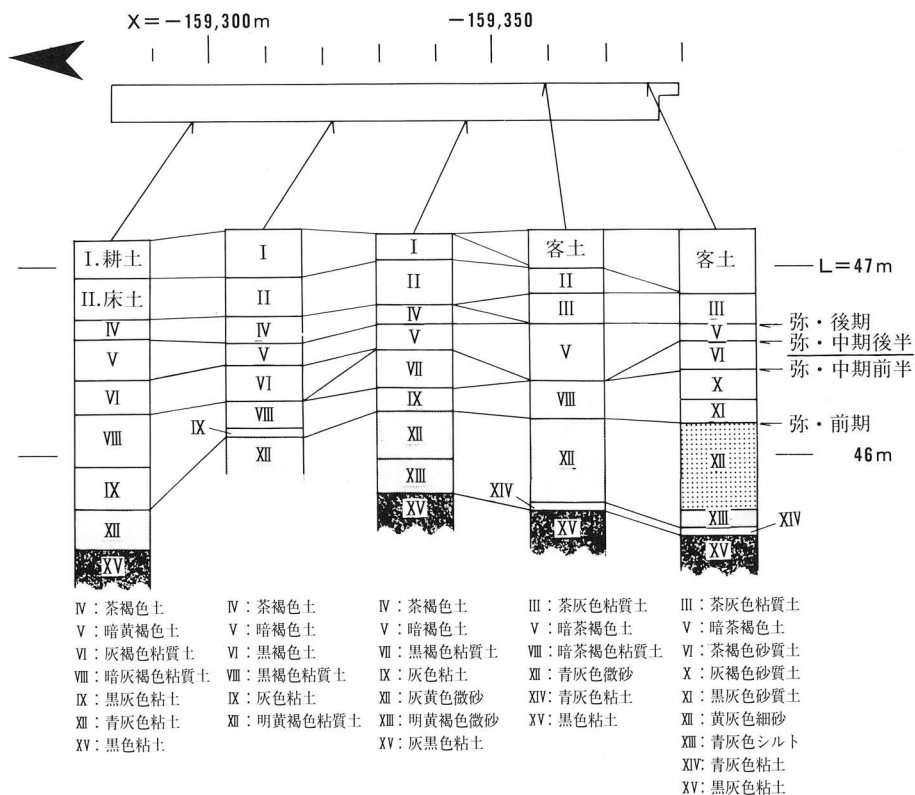 X=−159,300m
−159,350
I.耕土
II.床土
IV
V
VI
VIII
IX
XII
XV
I
II
IV
V
VI
VIII
IX
XII
I
II
IV
V
VII
IX
XII
XIII
XV
客土
II
III
V
VIII
XII
XIV
XV
客土
III
V
VI
X
XI
XII
XIII
XIV
XV
L=47m
弥・後期
弥・中期後半
弥・中期前半
弥・前期
46m
IV：茶褐色土
V：暗黄褐色土
VI：灰褐色粘質土
VIII：暗灰褐色粘質土
IX：黒灰色粘土
XII：青灰色粘土
XV：黒色粘土
IV：茶褐色土
V：暗褐色土
VI：黒褐色土
VIII：黒褐色粘質土
IX：灰色粘土
XII：明黄褐色粘質土
IV：茶褐色土
V：暗褐色土
VII：黒褐色粘質土
IX：灰色粘土
XII：灰黄色微砂
XIII：明黄褐色微砂
XV：灰黒色粘土
III：茶灰色粘質土
V：暗茶褐色土
VIII：暗茶褐色粘質土
XII：青灰色微砂
XIV：青灰色粘土
XV：黒色粘土
III：茶灰色粘質土
V：暗茶褐色土
VI：茶褐色砂質土
X：灰褐色砂質土
XI：黒灰色砂質土
XII：黄灰色細砂
XIII：青灰色シルト
XIV：青灰色粘土
XV：黒灰色粘土